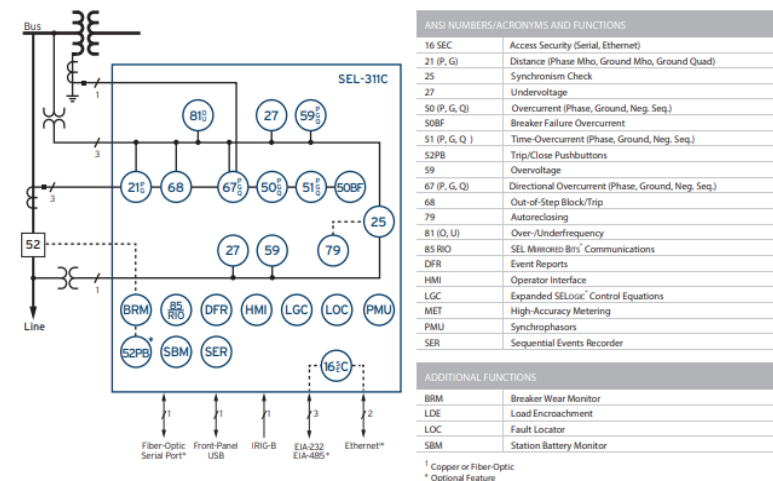 Bus
1
SEL-311C
81 O U
27
59 P G Q
3
21 P G
68
67 P G Q
50 P G Q
51 P G Q
50BF
3
25
52
27
59
79
1
Line
BRM
85 RIO
DFR
HMI
LGC
LOC
PMU
52PB*
SBM
SER
16 SEC
1
1
1
3
2
Fiber-Optic Serial Port*
Front-Panel USB
IRIG-B
EIA-232
EIA-485*
Ethernet1*
ANSI NUMBERS/ACRONYMS AND FUNCTIONS
16 SEC Access Security (Serial, Ethernet)
21 (P, G) Distance (Phase Mho, Ground Mho, Ground Quad)
25 Synchronism Check
27 Undervoltage
50 (P, G, Q) Overcurrent (Phase, Ground, Neg. Seq.)
50BF Breaker Failure Overcurrent
51 (P, G, Q ) Time-Overcurrent (Phase, Ground, Neg. Seq.)
52PB Trip/Close Pushbuttons
59 Overvoltage
67 (P, G, Q) Directional Overcurrent (Phase, Ground, Neg. Seq.)
68 Out-of-Step Block/Trip
79 Autoreclosing
81 (O, U) Over-/Underfrequency
85 RIO SEL MIRRORED BITS® Communications
DFR Event Reports
HMI Operator Interface
LGC Expanded SELOGIC® Control Equations
MET High-Accuracy Metering
PMU Synchrophasors
SER Sequential Events Recorder
ADDITIONAL FUNCTIONS
BRM Breaker Wear Monitor
LDE Load Encroachment
LOC Fault Locator
SBM Station Battery Monitor
1 Copper or Fiber-Optic
* Optional Feature